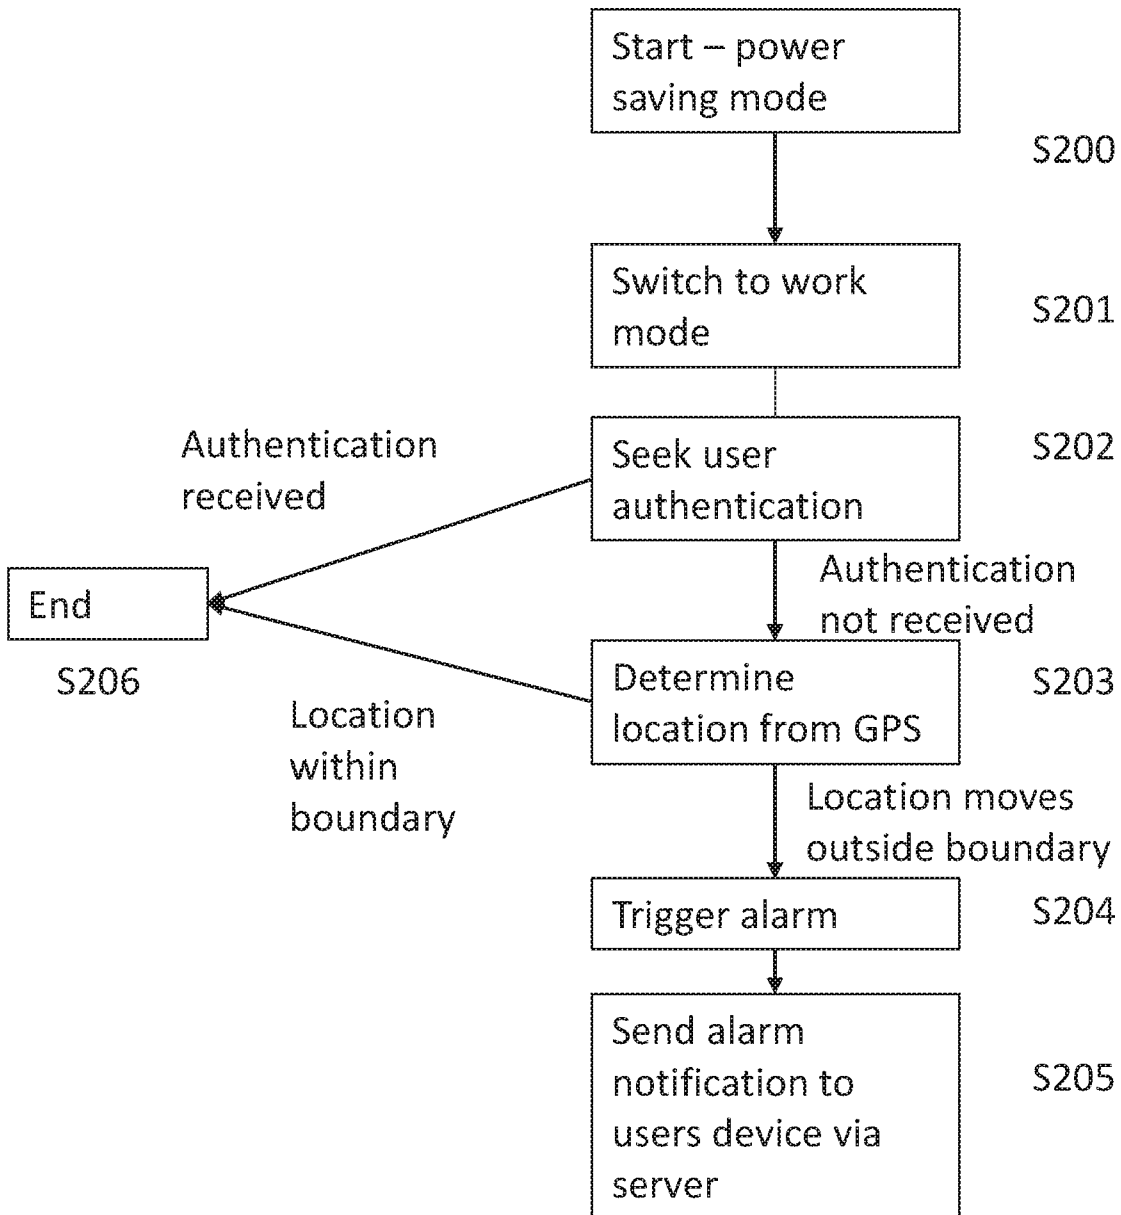 Start – power
saving mode
S200
Switch to work
mode
S201
Seek user
authentication
S202
Authentication
received
Authentication
not received
End
S206
Determine
location from GPS
S203
Location
within
boundary
Location moves
outside boundary
Trigger alarm
S204
Send alarm
notification to
users device via
server
S205